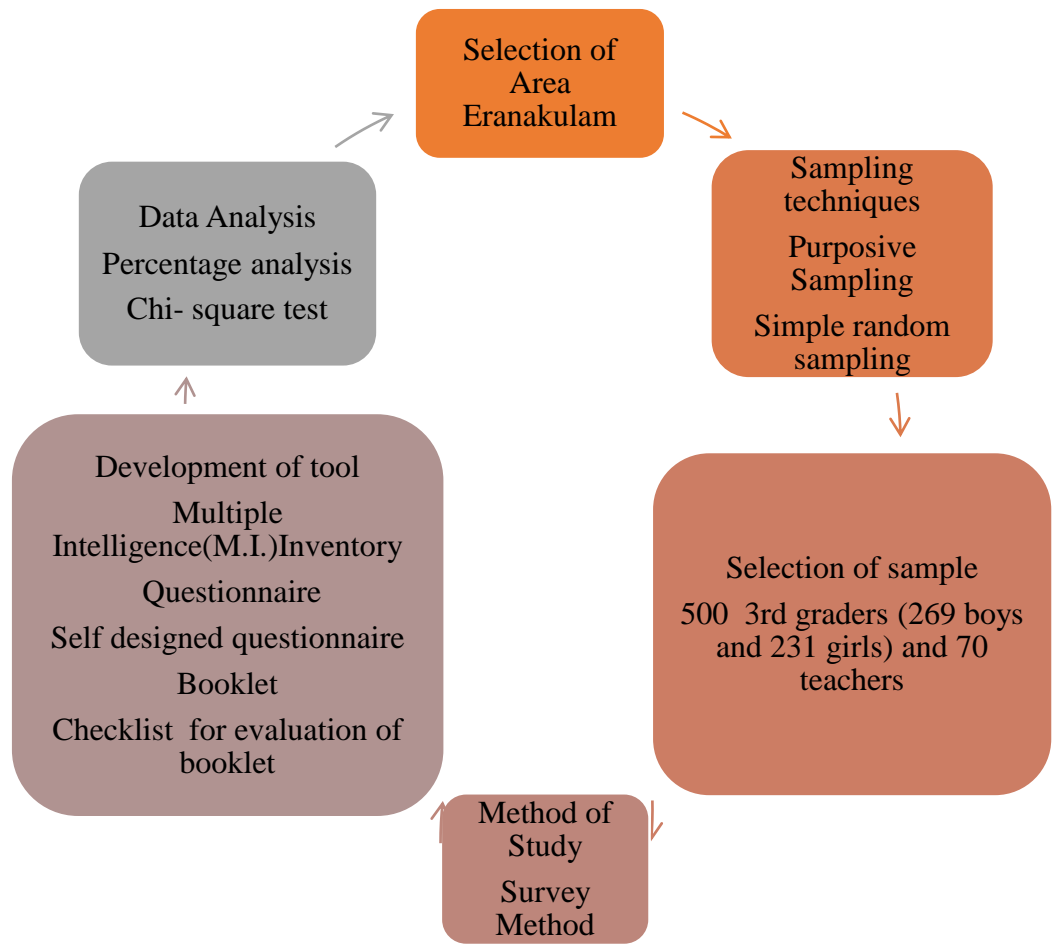 Selection of
Area
Eranakulam
Sampling
techniques
Purposive
Sampling
Simple random
sampling
Selection of sample
500 3rd graders (269 boys
and 231 girls) and 70
teachers
Method of
Study
Survey
Method
Development of tool
Multiple
Intelligence(M.I.)Inventory
Questionnaire
Self designed questionnaire
Booklet
Checklist for evaluation of
booklet
Data Analysis
Percentage analysis
Chi- square test